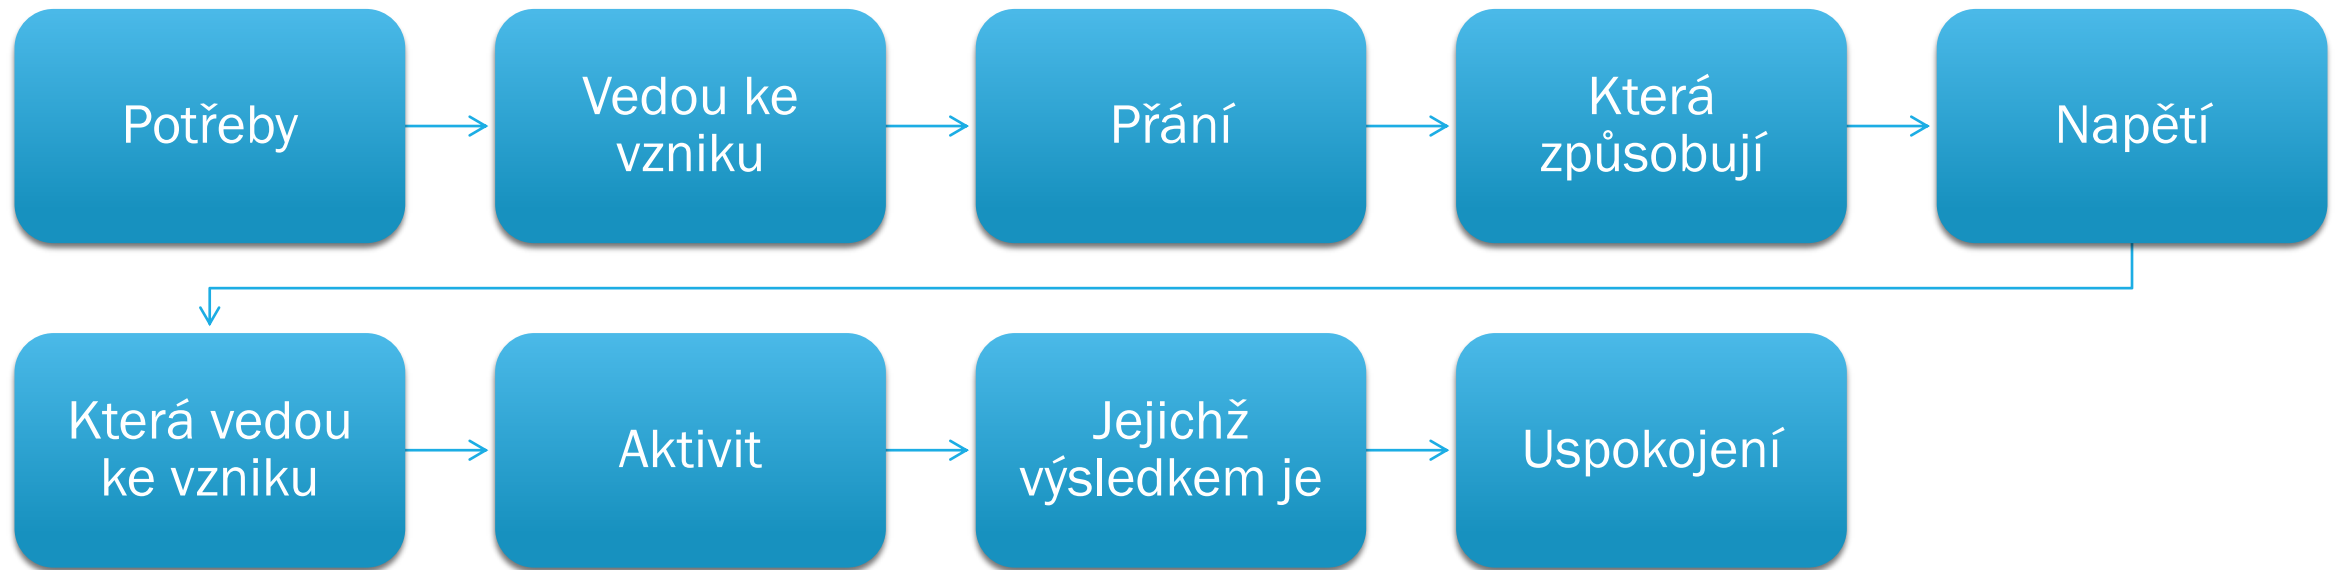 Potřeby
Vedou ke
vzniku
Přání
Která
způsobují
Napětí
Která vedou
ke vzniku
Aktivit
Jejichž
výsledkem je
Uspokojení